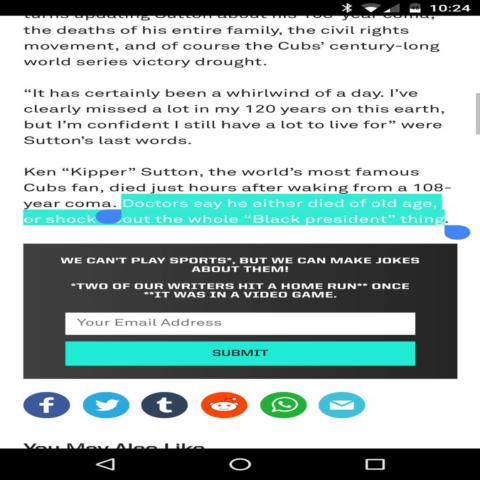 10:24
turns updating Sutton about his 108-year coma,
the deaths of his entire family, the civil rights
movement, and of course the Cubs’ century-long
world series victory drought.
“It has certainly been a whirlwind of a day. I’ve
clearly missed a lot in my 120 years on this earth,
but I’m confident I still have a lot to live for” were
Sutton’s last words.
Ken “Kipper” Sutton, the world’s most famous
Cubs fan, died just hours after waking from a 108-
year coma. Doctors say he either died of old age,
or shock out the whole “Black president” thing.
WE CAN’T PLAY SPORTS*, BUT WE CAN MAKE JOKES
ABOUT THEM!
*TWO OF OUR WRITERS HIT A HOME RUN** ONCE
**IT WAS IN A VIDEO GAME.
Your Email Address
SUBMIT
You May Also Like